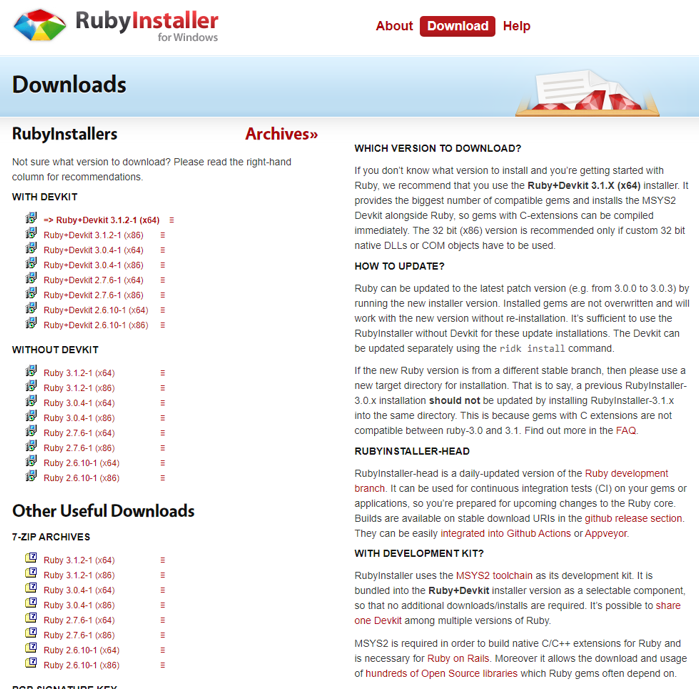 RubyInstaller
for Windows
About Download Help
Downloads
RubyInstallers Archives»
Not sure what version to download? Please read the right-hand
column for recommendations.
WITH DEVKIT
=> Ruby+Devkit 3.1.2-1 (x64)
Ruby+Devkit 3.1.2-1 (x86)
Ruby+Devkit 3.0.4-1 (x64)
Ruby+Devkit 3.0.4-1 (x86)
Ruby+Devkit 2.7.6-1 (x64)
Ruby+Devkit 2.7.6-1 (x86)
Ruby+Devkit 2.6.10-1 (x64)
Ruby+Devkit 2.6.10-1 (x86)
WITHOUT DEVKIT
Ruby 3.1.2-1 (x64)
Ruby 3.1.2-1 (x86)
Ruby 3.0.4-1 (x64)
Ruby 3.0.4-1 (x86)
Ruby 2.7.6-1 (x64)
Ruby 2.7.6-1 (x86)
Ruby 2.6.10-1 (x64)
Ruby 2.6.10-1 (x86)
Other Useful Downloads
7-ZIP ARCHIVES
Ruby 3.1.2-1 (x64)
Ruby 3.1.2-1 (x86)
Ruby 3.0.4-1 (x64)
Ruby 3.0.4-1 (x86)
Ruby 2.7.6-1 (x64)
Ruby 2.7.6-1 (x86)
Ruby 2.6.10-1 (x64)
Ruby 2.6.10-1 (x86)
PGP SIGNATURE KEY
WHICH VERSION TO DOWNLOAD?
If you don't know what version to install and you're getting started with
Ruby, we recommend that you use the Ruby+Devkit 3.1.X (x64) installer. It
provides the biggest number of compatible gems and installs the MSYS2
Devkit alongside Ruby, so gems with C-extensions can be compiled
immediately. The 32 bit (x86) version is recommended only if custom 32 bit
native DLLs or COM objects have to be used.
HOW TO UPDATE?
Ruby can be updated to the latest patch version (e.g. from 3.0.0 to 3.0.3) by
running the new installer version. Installed gems are not overwritten and will
work with the new version without re-installation. It's sufficient to use the
RubyInstaller without Devkit for these update installations. The Devkit can
be updated separately using the ridk install command.
If the new Ruby version is from a different stable branch, then please use a
new target directory for installation. That is to say, a previous RubyInstaller-
3.0.x installation should not be updated by installing RubyInstaller-3.1.x
into the same directory. This is because gems with C extensions are not
compatible between ruby-3.0 and 3.1. Find out more in the FAQ.
RUBYINSTALLER-HEAD
RubyInstaller-head is a daily-updated version of the Ruby development
branch. It can be used for continuous integration tests (CI) on your gems or
applications, so you're prepared for upcoming changes to the Ruby core.
Builds are available on stable download URIs in the github release section.
They can be easily integrated into Github Actions or Appveyor.
WITH DEVELOPMENT KIT?
RubyInstaller uses the MSYS2 toolchain as its development kit. It is
bundled into the Ruby+Devkit installer version as a selectable component,
so that no additional downloads/installs are required. It's possible to share
one Devkit among multiple versions of Ruby.
MSYS2 is required in order to build native C/C++ extensions for Ruby and
is necessary for Ruby on Rails. Moreover it allows the download and usage
of hundreds of Open Source libraries which Ruby gems often depend on.